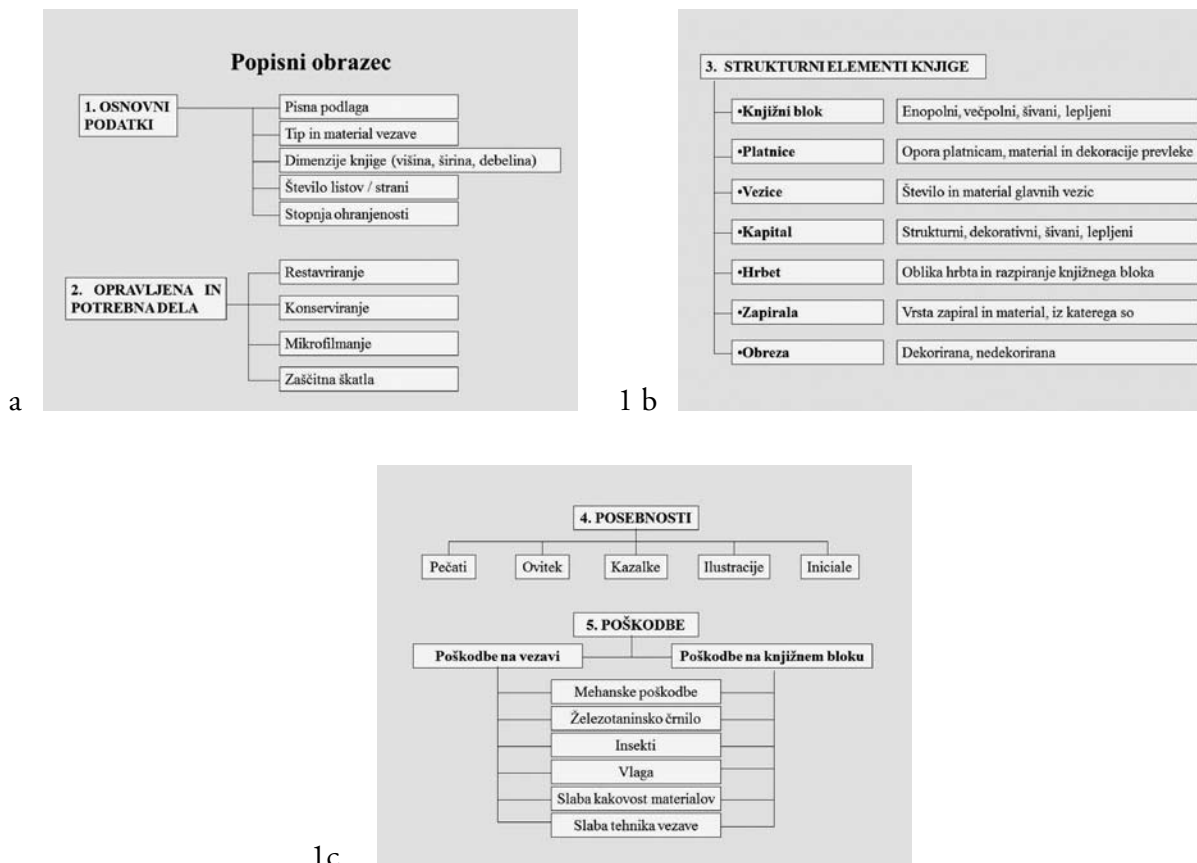 Popisni obrazec
1. OSNOVNI
PODATKI
Pisna podlaga
Tip in material vezave
Dimenzije knjige (višina, širina, debelina)
Število listov / strani
Stopnja ohranjenosti
2. OPRAVLJENA IN
POTREBNA DELA
Restavriranje
Konserviranje
Mikrofilmanje
Zaščitna škatla
a
3. STRUKTURNI ELEMENTI KNJIGE
•Knjižni blok Enopolni, večpolni, šivani, lepljeni
•Platnice Opora platnicam, material in dekoracije prevleke
•Vezice Število in material glavnih vezic
•Kapital Strukturni, dekorativni, šivani, lepljeni
•Hrbet Oblika hrbta in razpiranje knjižnega bloka
•Zapirala Vrsta zapiral in material, iz katerega so
•Obreza Dekorirana, nedekorirana
1 b
4. POSEBNOSTI
Pečati Ovitek Kazalke Ilustracije Iniciale
5. POŠKODBE
Poškodbe na vezavi Poškodbe na knjižnem bloku
Mehanske poškodbe
Železotaninsko črnilo
Insekti
Vlaga
Slaba kakovost materialov
Slaba tehnika vezave
1c